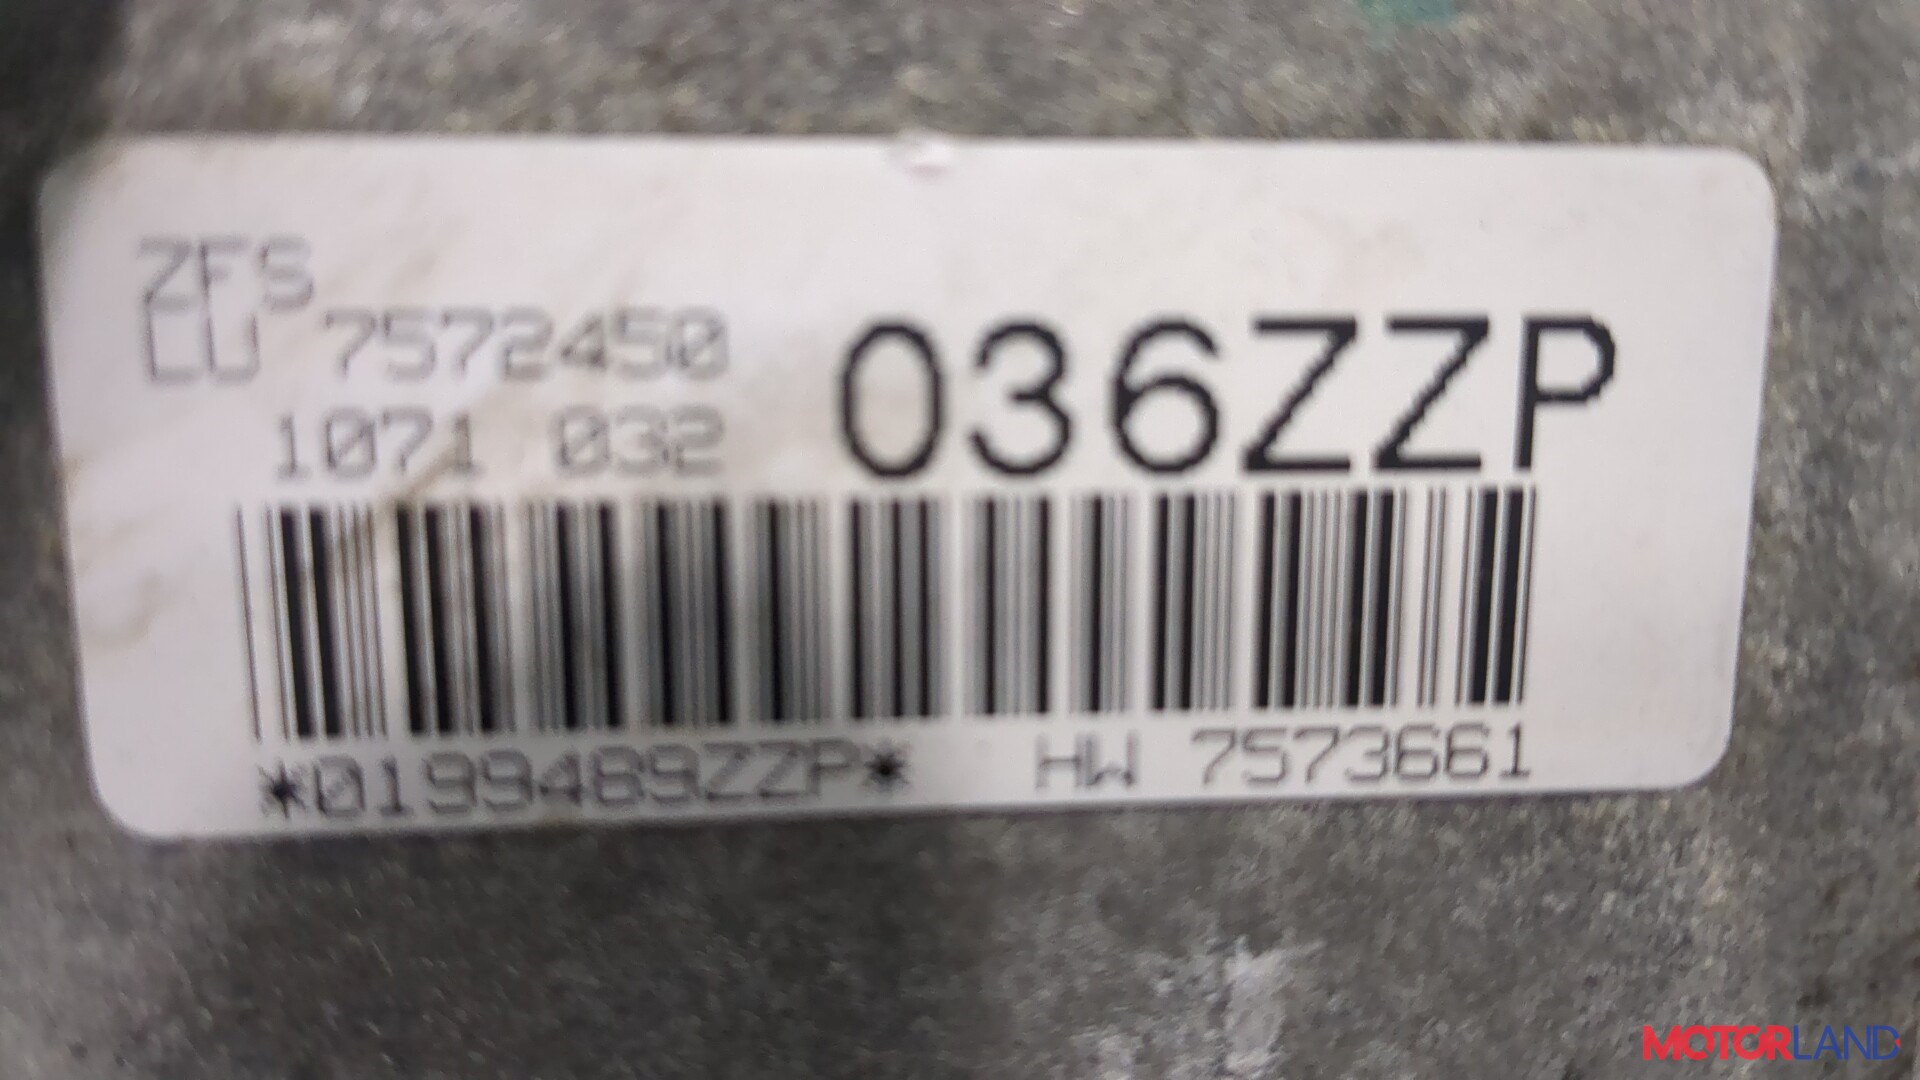 ZFS
LU 7572450
1071 032
036ZZP
*0199489ZZP* HW 7573661
MOTORLAND